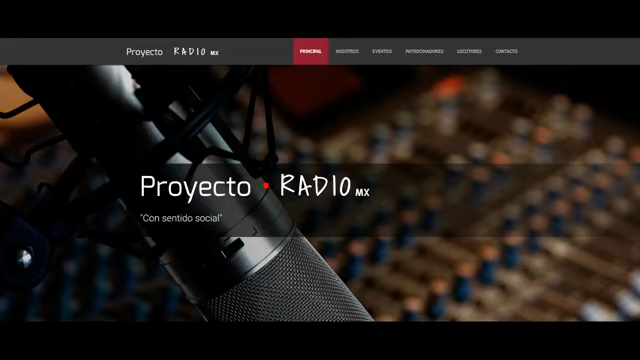 Proyecto RADIO MX
PRINCIPAL NOSOTROS EVENTOS PATROCINADORES LOCUTORES CONTACTO
Proyecto • RADIO MX
"Con sentido social"